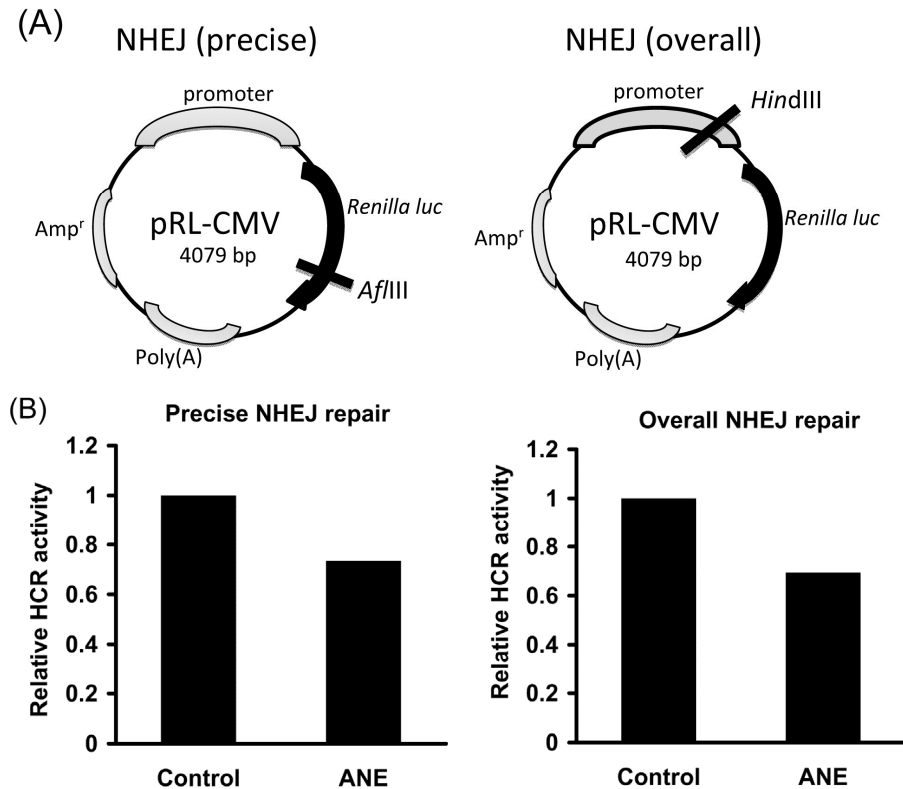 (A)
NHEJ (precise)
promoter
Renilla luc
Ampr
pRL-CMV
4079 bp
AflIII
Poly(A)
NHEJ (overall)
promoter
HindIII
Renilla luc
Ampr
pRL-CMV
4079 bp
Poly(A)
(B)
Precise NHEJ repair
Relative HCR activity
1.2
1
0.8
0.6
0.4
0.2
0
Control
ANE
Overall NHEJ repair
Relative HCR activity
1.2
1
0.8
0.6
0.4
0.2
0
Control
ANE